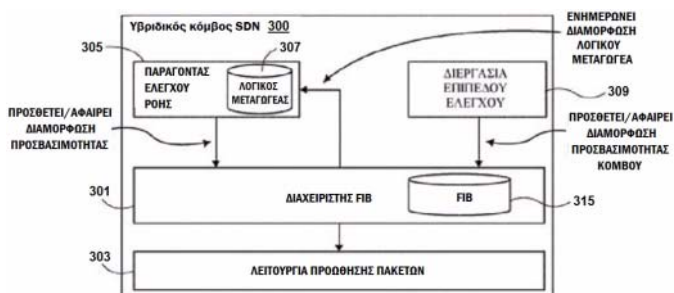 Υβριδικός κόμβος SDN 300
ΕΝΗΜΕΡΩΝΕΙ
ΔΙΑΜΟΡΦΩΣΗ
ΛΟΓΙΚΟΥ
ΜΕΤΑΓΩΓΕΑ
305
307
ΠΑΡΑΓΟΝΤΑΣ
ΕΛΕΓΧΟΥ
ΡΟΗΣ
ΛΟΓΙΚΟΣ
ΜΕΤΑΓΩΓΕΑΣ
ΔΙΕΡΓΑΣΙΑ
ΕΠΙΠΕΔΟΥ
ΕΛΕΓΧΟΥ
309
ΠΡΟΣΘΕΤΕΙ/ΑΦΑΙΡΕΙ
ΔΙΑΜΟΡΦΩΣΗ
ΠΡΟΣΒΑΣΙΜΟΤΗΤΑΣ
ΠΡΟΣΘΕΤΕΙ/ΑΦΑΙΡΕΙ
ΔΙΑΜΟΡΦΩΣΗ
ΠΡΟΣΒΑΣΙΜΟΤΗΤΑΣ
ΚΟΜΒΟΥ
301
ΔΙΑΧΕΙΡΙΣΤΗΣ FIB
FIB
315
303
ΛΕΙΤΟΥΡΓΙΑ ΠΡΟΩΘΗΣΗΣ ΠΑΚΕΤΩΝ